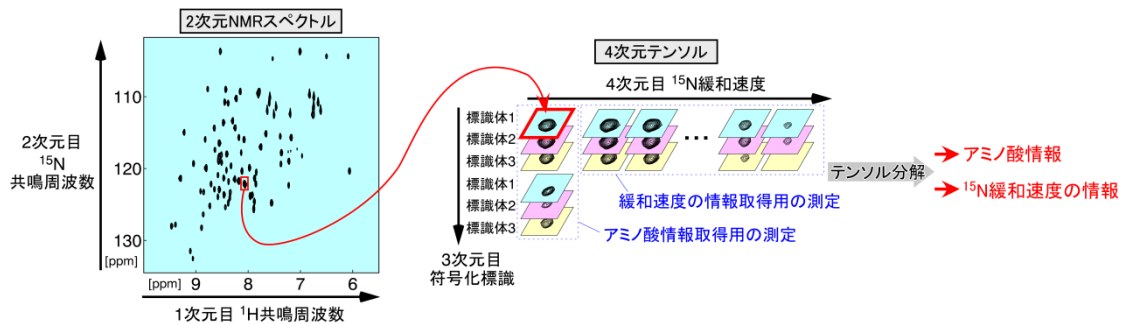 2次元NMRスペクトル
2次元目
15N
共鳴周波数
110
120
130
[ppm]
[ppm] 9 8 7 6
1次元目 1H共鳴周波数
4次元テンソル
4次元目 15N緩和速度
標識体1
標識体2
標識体3
標識体1
標識体2
標識体3
3次元目
符号化標識
...
緩和速度の情報取得用の測定
アミノ酸情報取得用の測定
テンソル分解
アミノ酸情報
15N緩和速度の情報